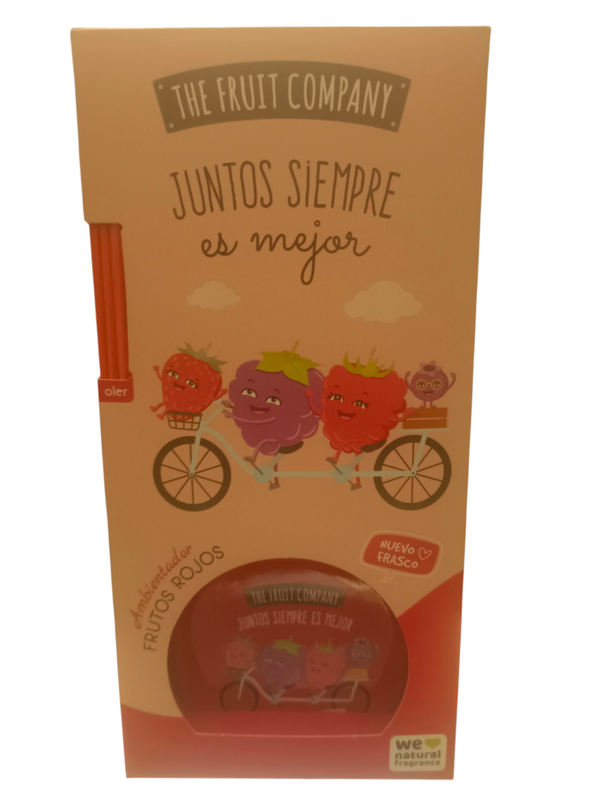 THE FRUIT COMPANY
JUNTOS SIEMPRE
es mejor
oler
NUEVO
FRASCO
Ambientador
FRUTOS ROJOS
THE FRUIT COMPANY
JUNTOS SIEMPRE ES MEJOR
we
natural
fragrance